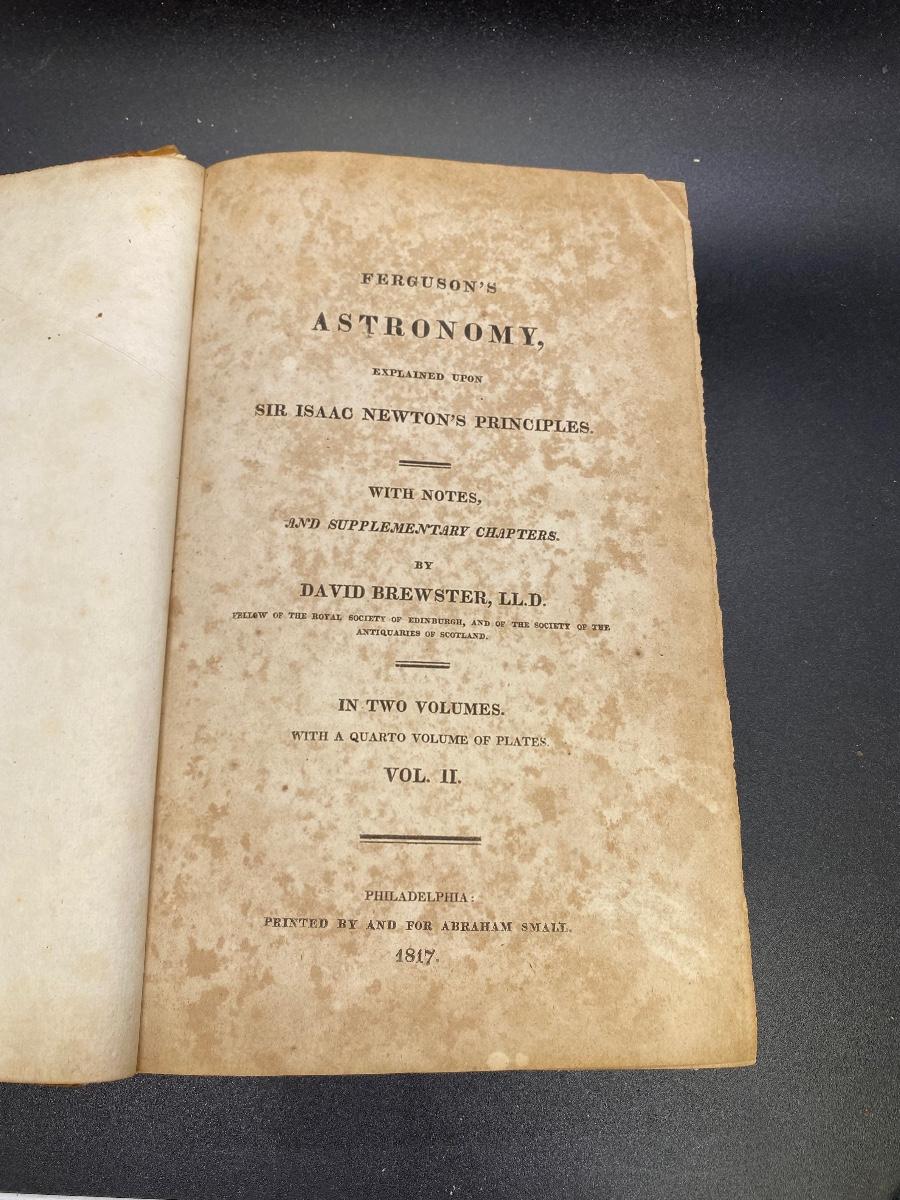 FERGUSON'S
ASTRONOMY,
EXPLAINED UPON
SIR ISAAC NEWTON'S PRINCIPLES.
WITH NOTES,
AND SUPPLEMENTARY CHAPTERS.
BY
DAVID BREWSTER, LL.D.
FELLOW OF THE ROYAL SOCIETY OF EDINBURGH, AND OF THE SOCIETY OF THE
ANTIQUARIES OF SCOTLAND.
IN TWO VOLUMES.
WITH A QUARTO VOLUME OF PLATES.
VOL. II.
PHILADELPHIA:
PRINTED BY AND FOR ABRAHAM SMALL.
1817.